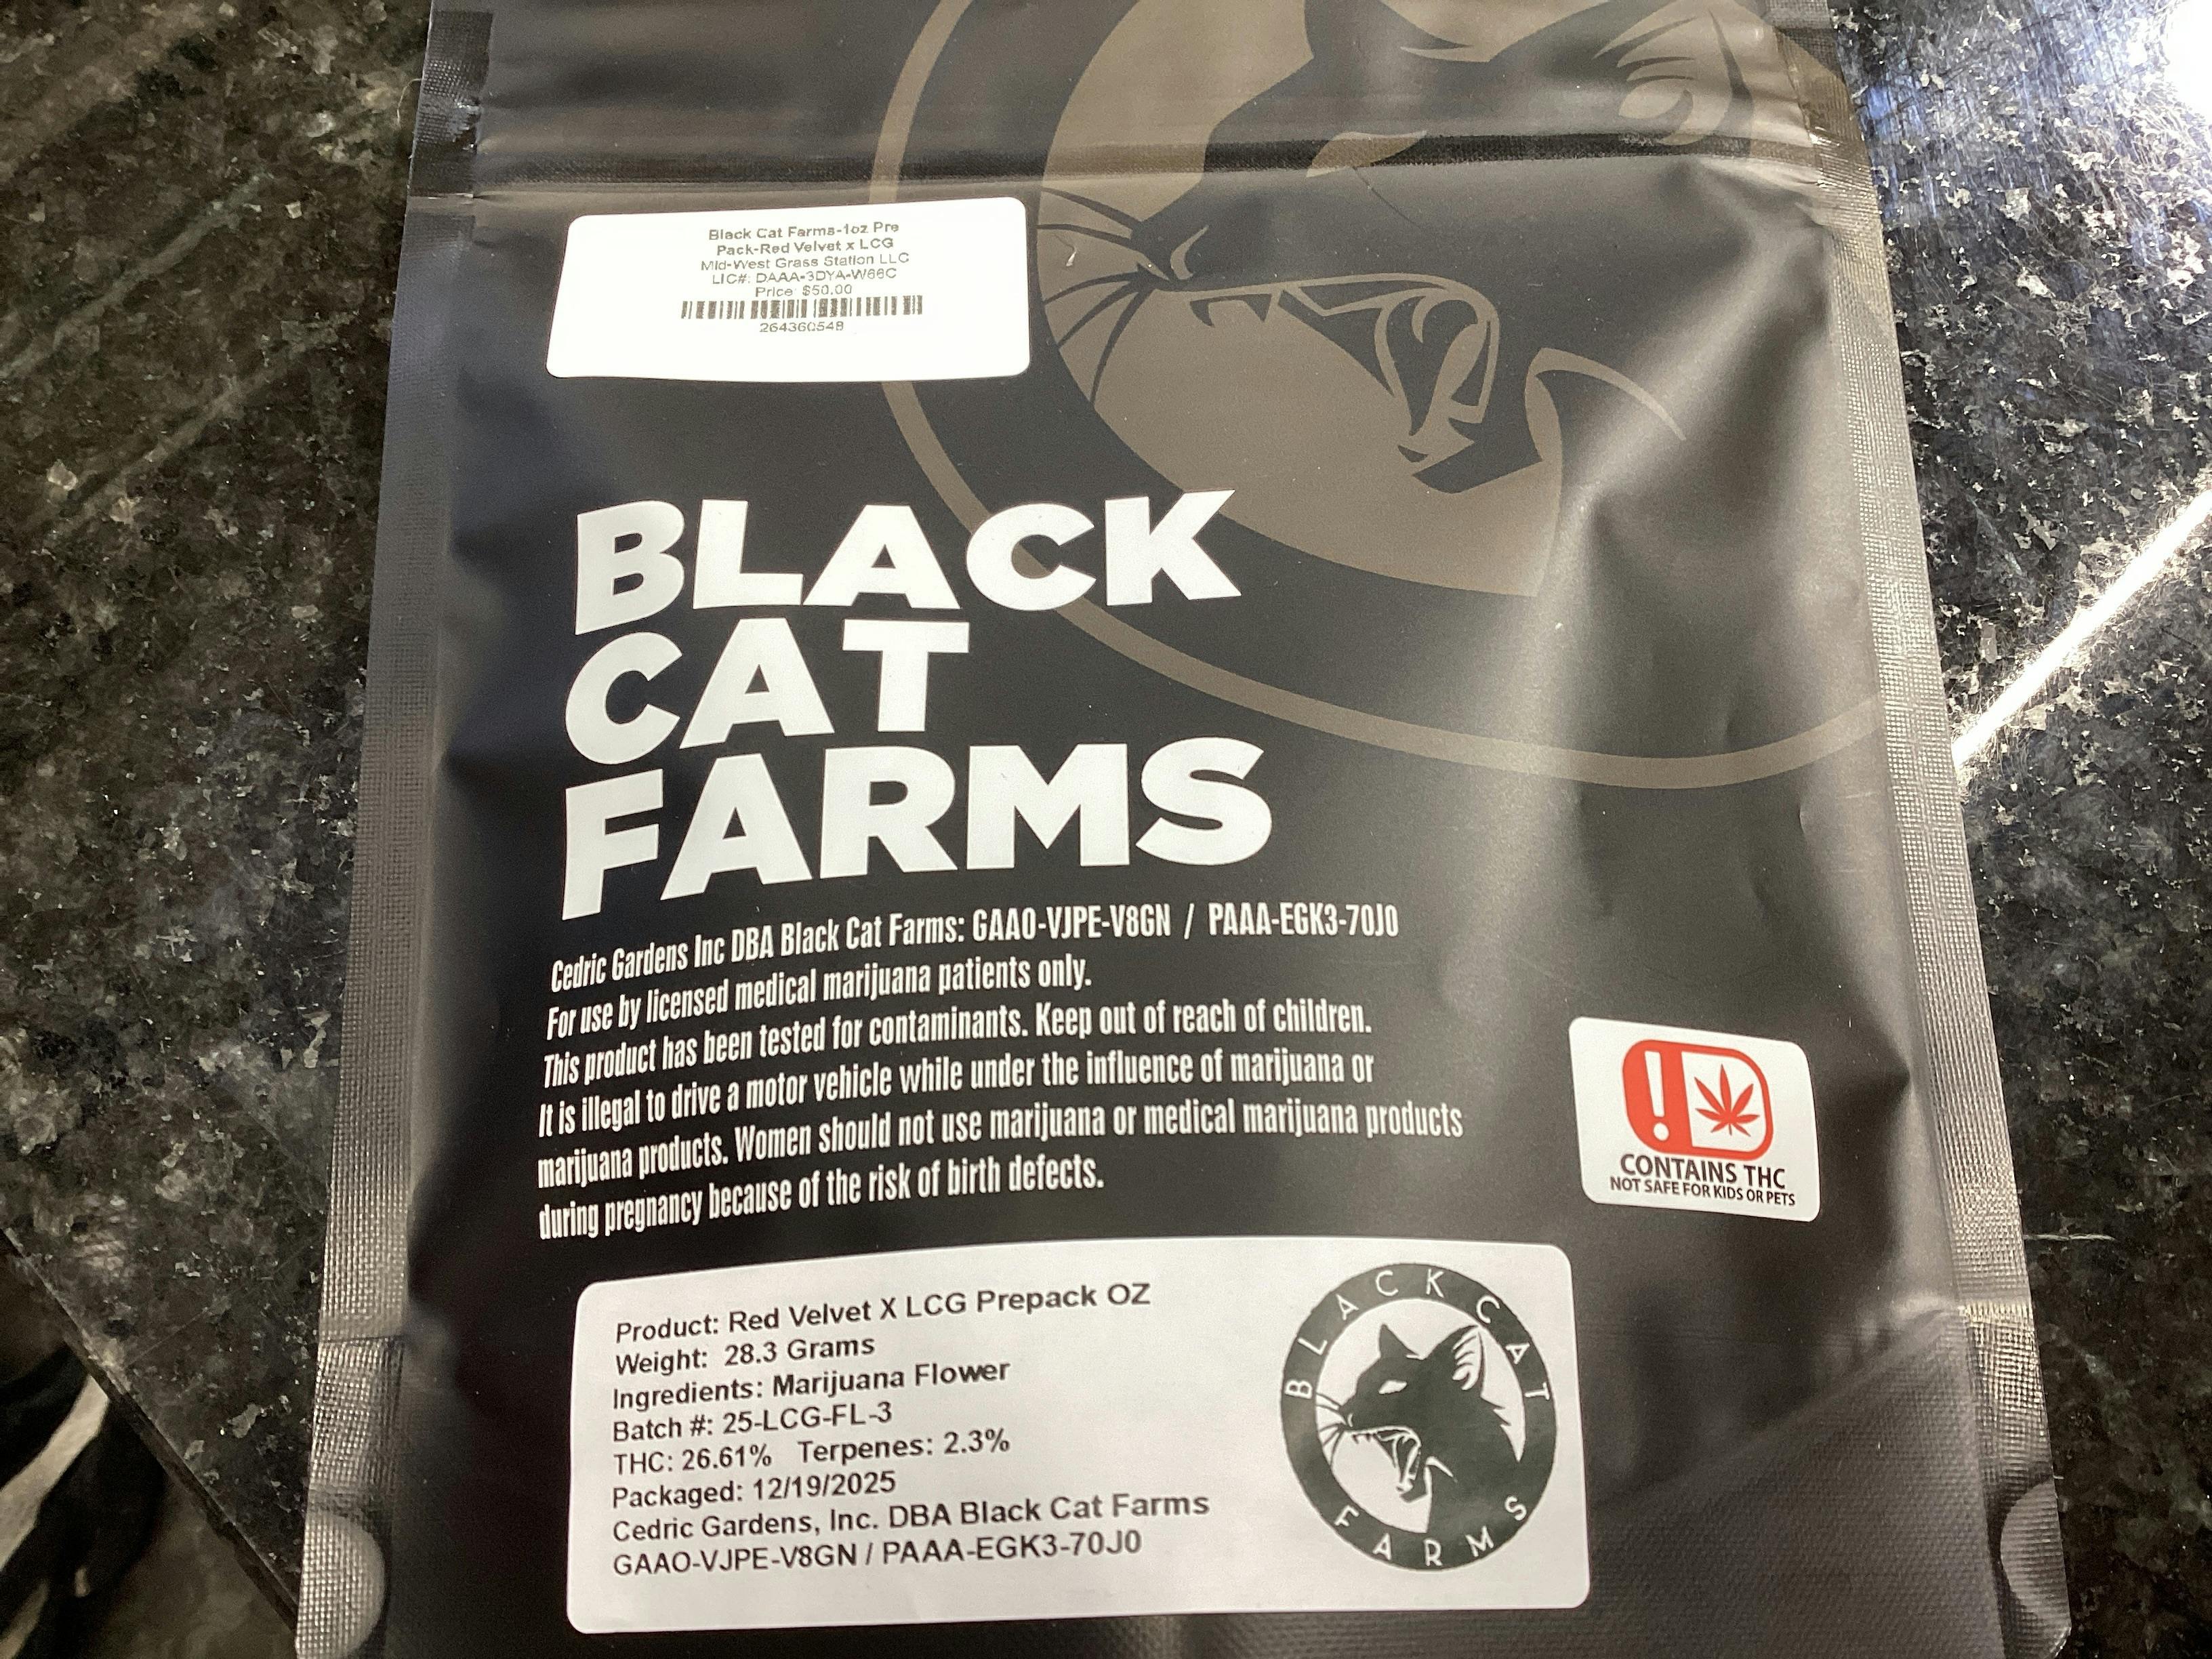 Black Cat Farms-1oz Pre
Pack-Red Velvet x LCG
Mid-West Grass Station LLC
LIC#: DAAA-3DYA-W66C
Price: $50.00
264360548
BLACK
CAT
FARMS
Cedric Gardens Inc DBA Black Cat Farms: GAAO-VJPE-V8GN / PAAA-EGK3-70J0
For use by licensed medical marijuana patients only.
This product has been tested for contaminants. Keep out of reach of children.
It is illegal to drive a motor vehicle while under the influence of marijuana or
marijuana products. Women should not use marijuana or medical marijuana products
during pregnancy because of the risk of birth defects.
!
CONTAINS THC
NOT SAFE FOR KIDS OR PETS
Product: Red Velvet X LCG Prepack OZ
Weight: 28.3 Grams
Ingredients: Marijuana Flower
Batch #: 25-LCG-FL-3
THC: 26.61% Terpenes: 2.3%
Packaged: 12/19/2025
Cedric Gardens, Inc. DBA Black Cat Farms
GAAO-VJPE-V8GN / PAAA-EGK3-70J0
BLACK CAT
FARMS